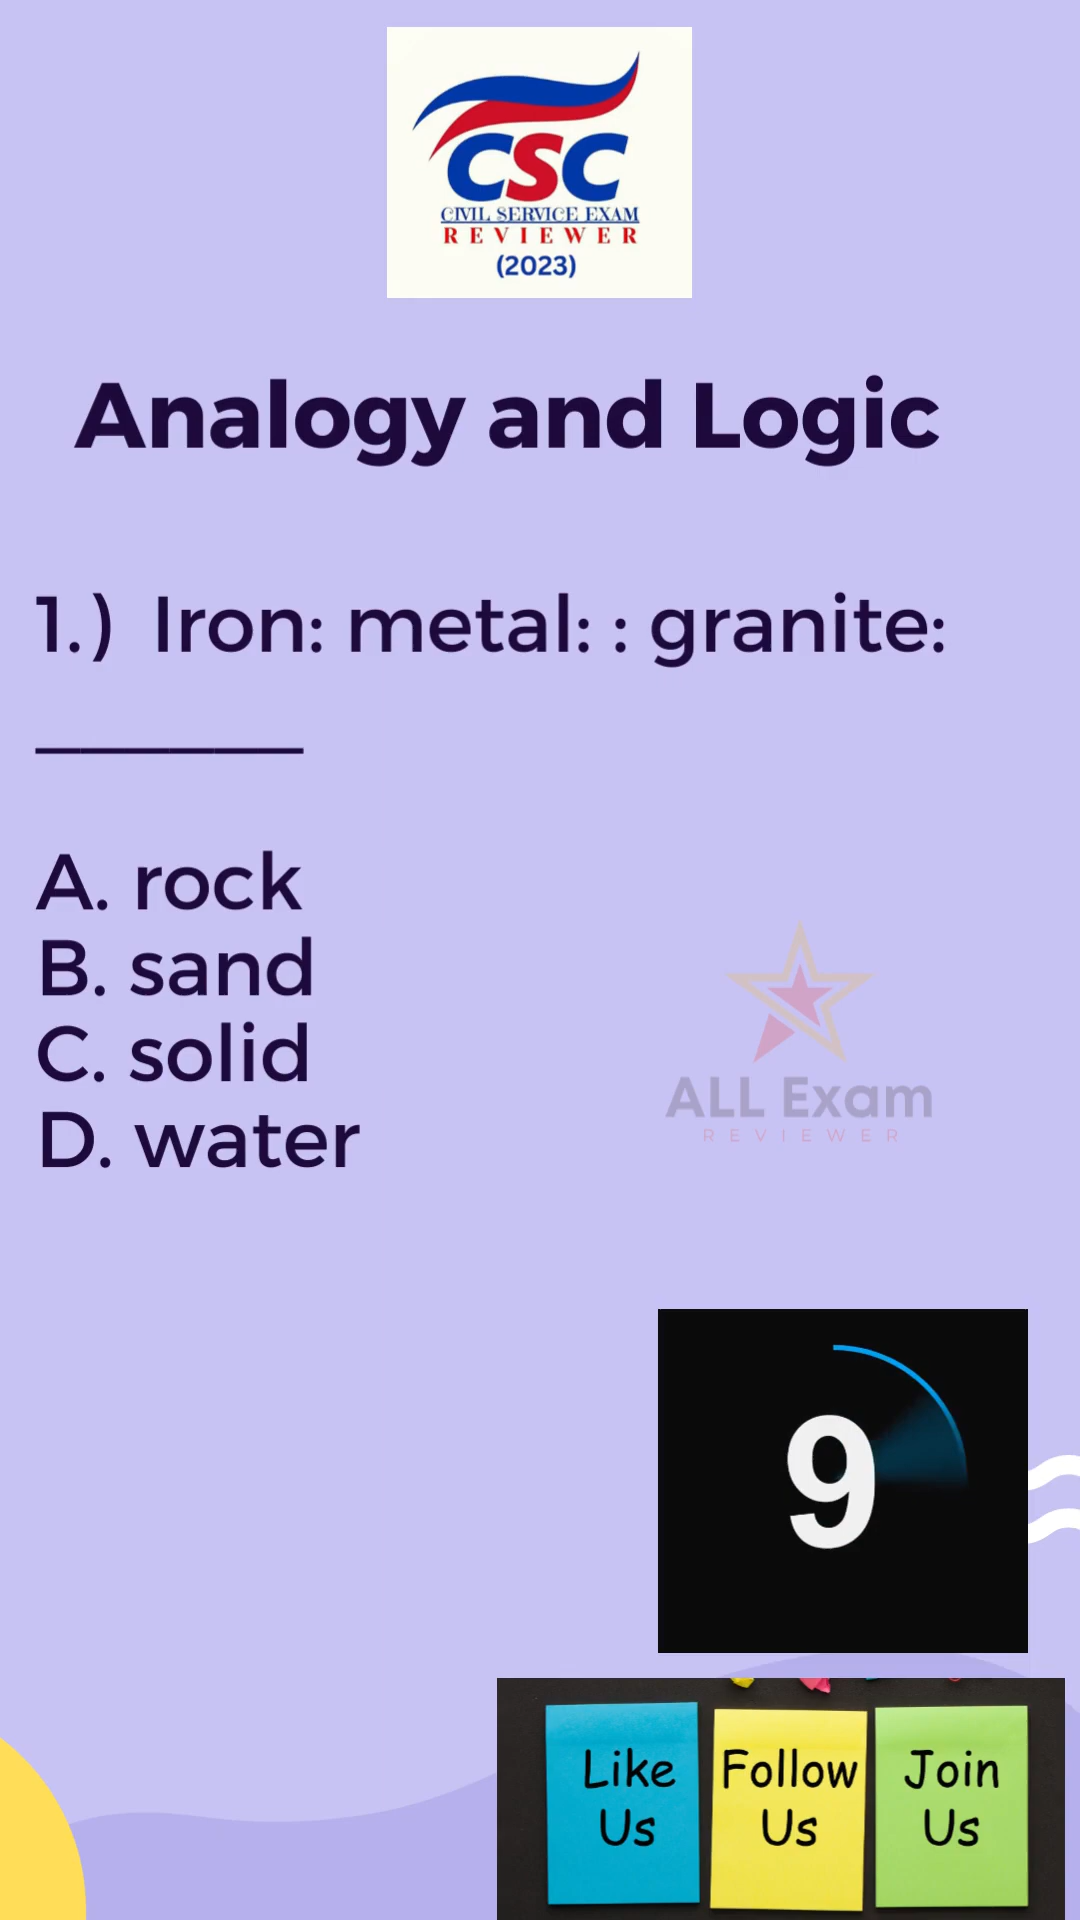 CSC
CIVIL SERVICE EXAM
REVIEWER
(2023)
Analogy and Logic
1.) Iron: metal: : granite:
______
A. rock
B. sand
C. solid
D. water
ALL Exam
REVIEWER
9
Like Us
Follow Us
Join Us